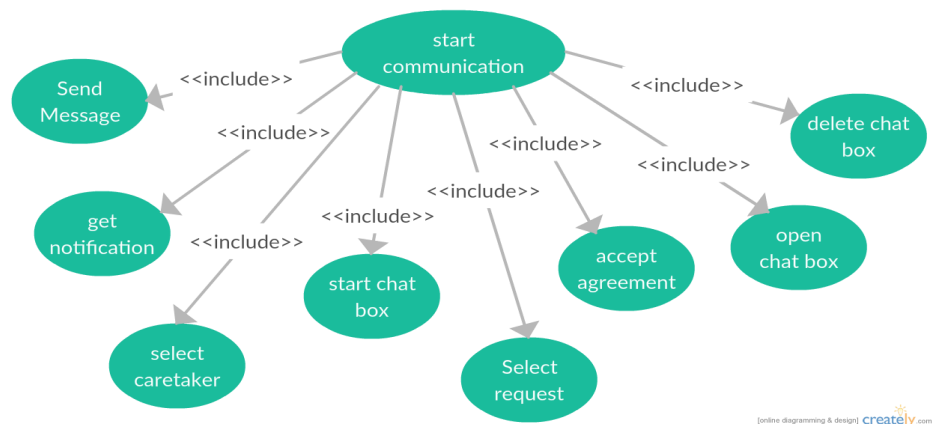 start
communication
<<include>>
<<include>>
<<include>>
<<include>>
<<include>>
<<include>>
<<include>>
<<include>>
Send
Message
get
notification
select
caretaker
start chat
box
Select
request
accept
agreement
open
chat box
delete chat
box
[online diagramming & design] creately.com